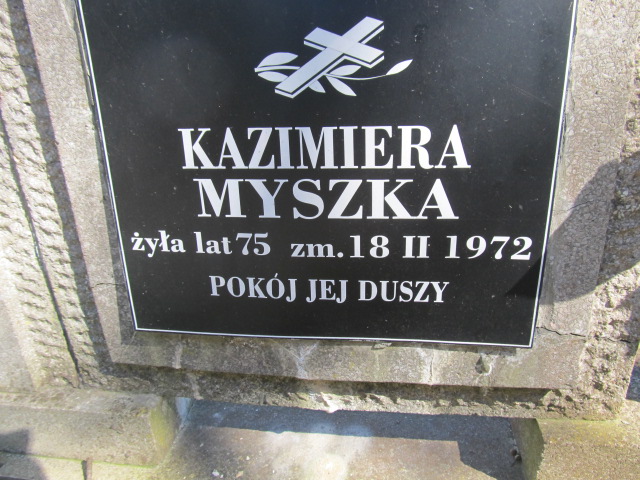 KAZIMIERA
MYSZKA
żyła lat 75 zm. 18 II 1972
POKÓJ JEJ DUSZY